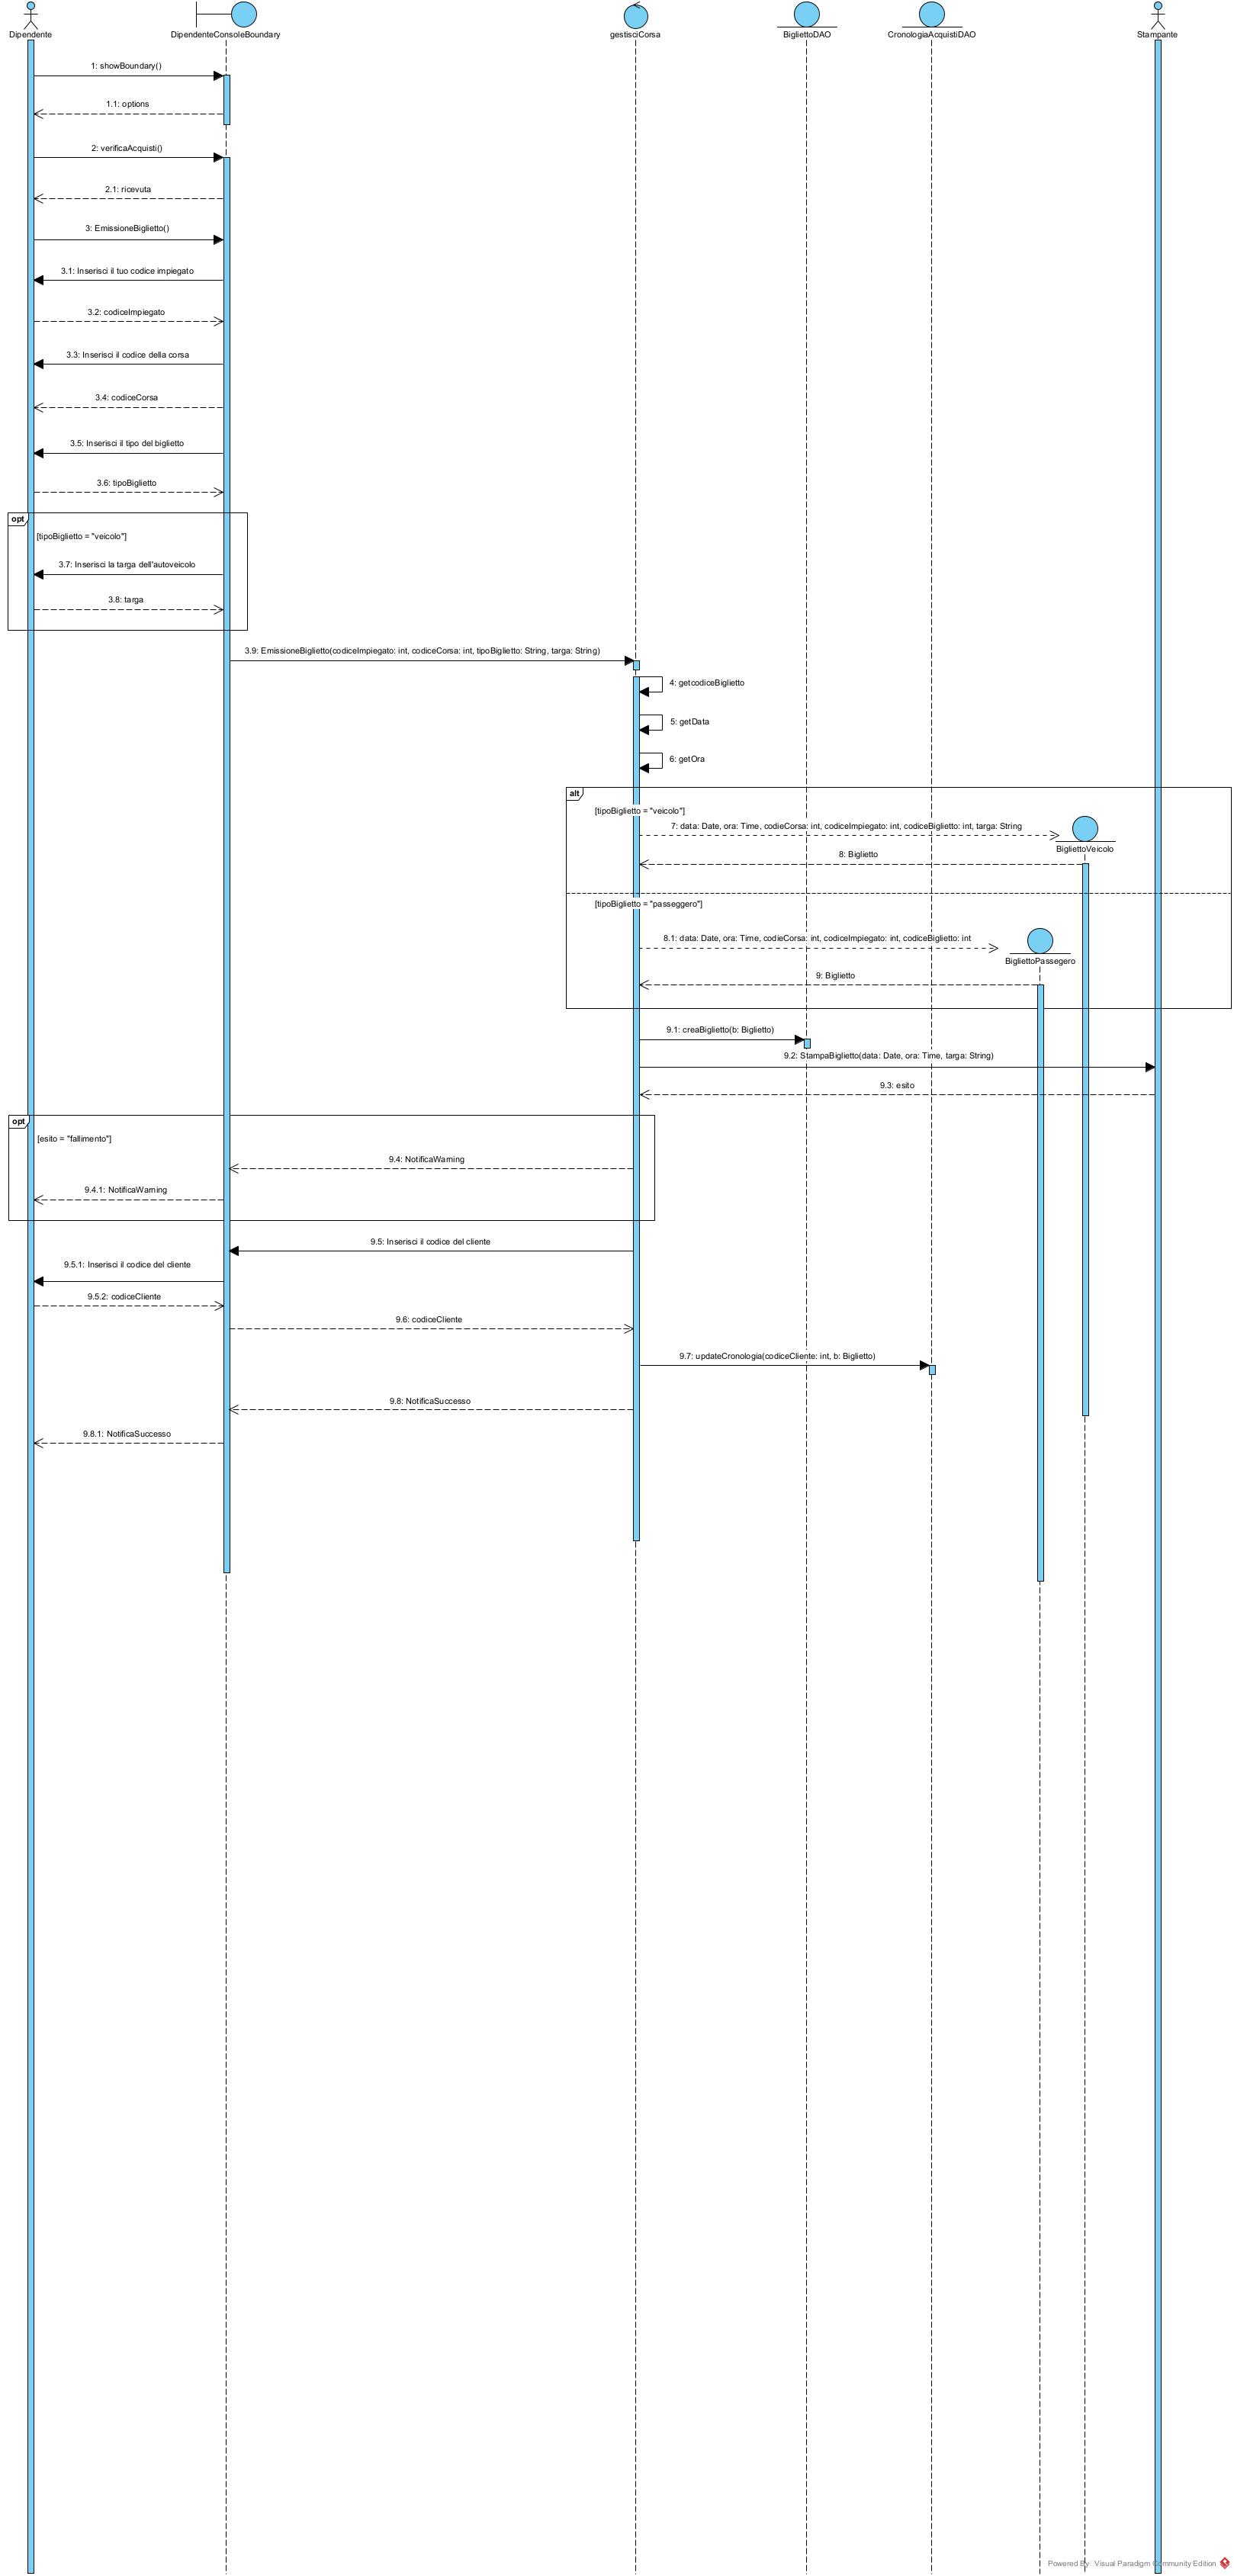 Dipendente
DipendenteConsoleBoundary
gestisciCorsa
BigliettoDAO
CronologiaAcquistiDAO
Stampante
1: showBoundary()
1.1: options
2: verificaAcquisti()
2.1: ricevuta
3: EmissioneBiglietto()
3.1: Inserisci il tuo codice impiegato
3.2: codiceImpiegato
3.3: Inserisci il codice della corsa
3.4: codiceCorsa
3.5: Inserisci il tipo del biglietto
3.6: tipoBiglietto
opt
[tipoBiglietto = "veicolo"]
3.7: Inserisci la targa dell'autoveicolo
3.8: targa
3.9: EmissioneBiglietto(codiceImpiegato: int, codiceCorsa: int, tipoBiglietto: String, targa: String)
4: getcodiceBiglietto
5: getData
6: getOra
alt
[tipoBiglietto = "veicolo"]
7: data: Date, ora: Time, codieCorsa: int, codiceImpiegato: int, codiceBiglietto: int, targa: String
BigliettoVeicolo
8: Biglietto
[tipoBiglietto = "passeggero"]
8.1: data: Date, ora: Time, codieCorsa: int, codiceImpiegato: int, codiceBiglietto: int
BigliettoPassegero
9: Biglietto
9.1: creaBiglietto(b: Biglietto)
9.2: StampaBiglietto(data: Date, ora: Time, targa: String)
9.3: esito
opt
[esito = "fallimento"]
9.4: NotificaWarning
9.4.1: NotificaWarning
9.5: Inserisci il codice del cliente
9.5.1: Inserisci il codice del cliente
9.5.2: codiceCliente
9.6: codiceCliente
9.7: updateCronologia(codiceCliente: int, b: Biglietto)
9.8: NotificaSuccesso
9.8.1: NotificaSuccesso
Powered By: Visual Paradigm Community Edition